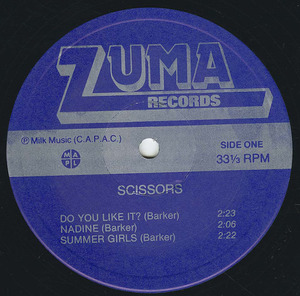 ZUMA
RECORDS
℗ Milk Music (C.A.P.A.C.)
SIDE ONE
33⅓ RPM
M A
P L
SCISSORS
DO YOU LIKE IT? (Barker) 2:23
NADINE (Barker) 2:06
SUMMER GIRLS (Barker) 2:22